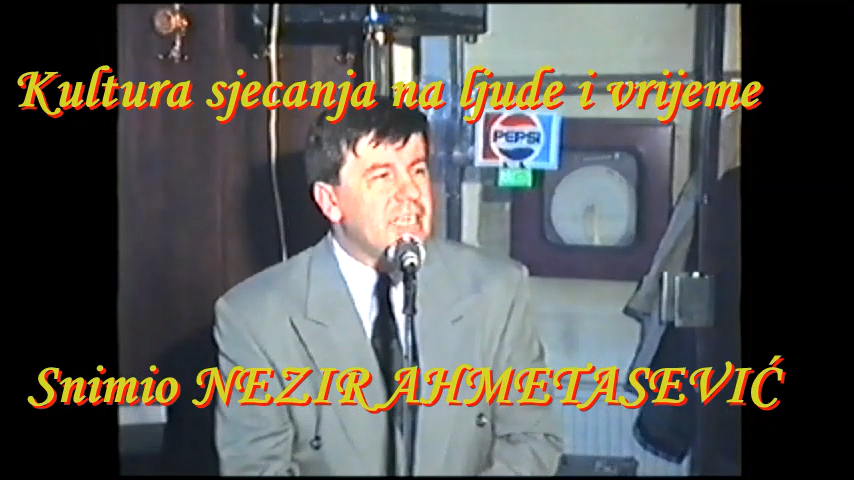 Kultura sjecanja na ljude i vrijeme
PEPSI
Snimio NEZIR AHMETASEVIĆ